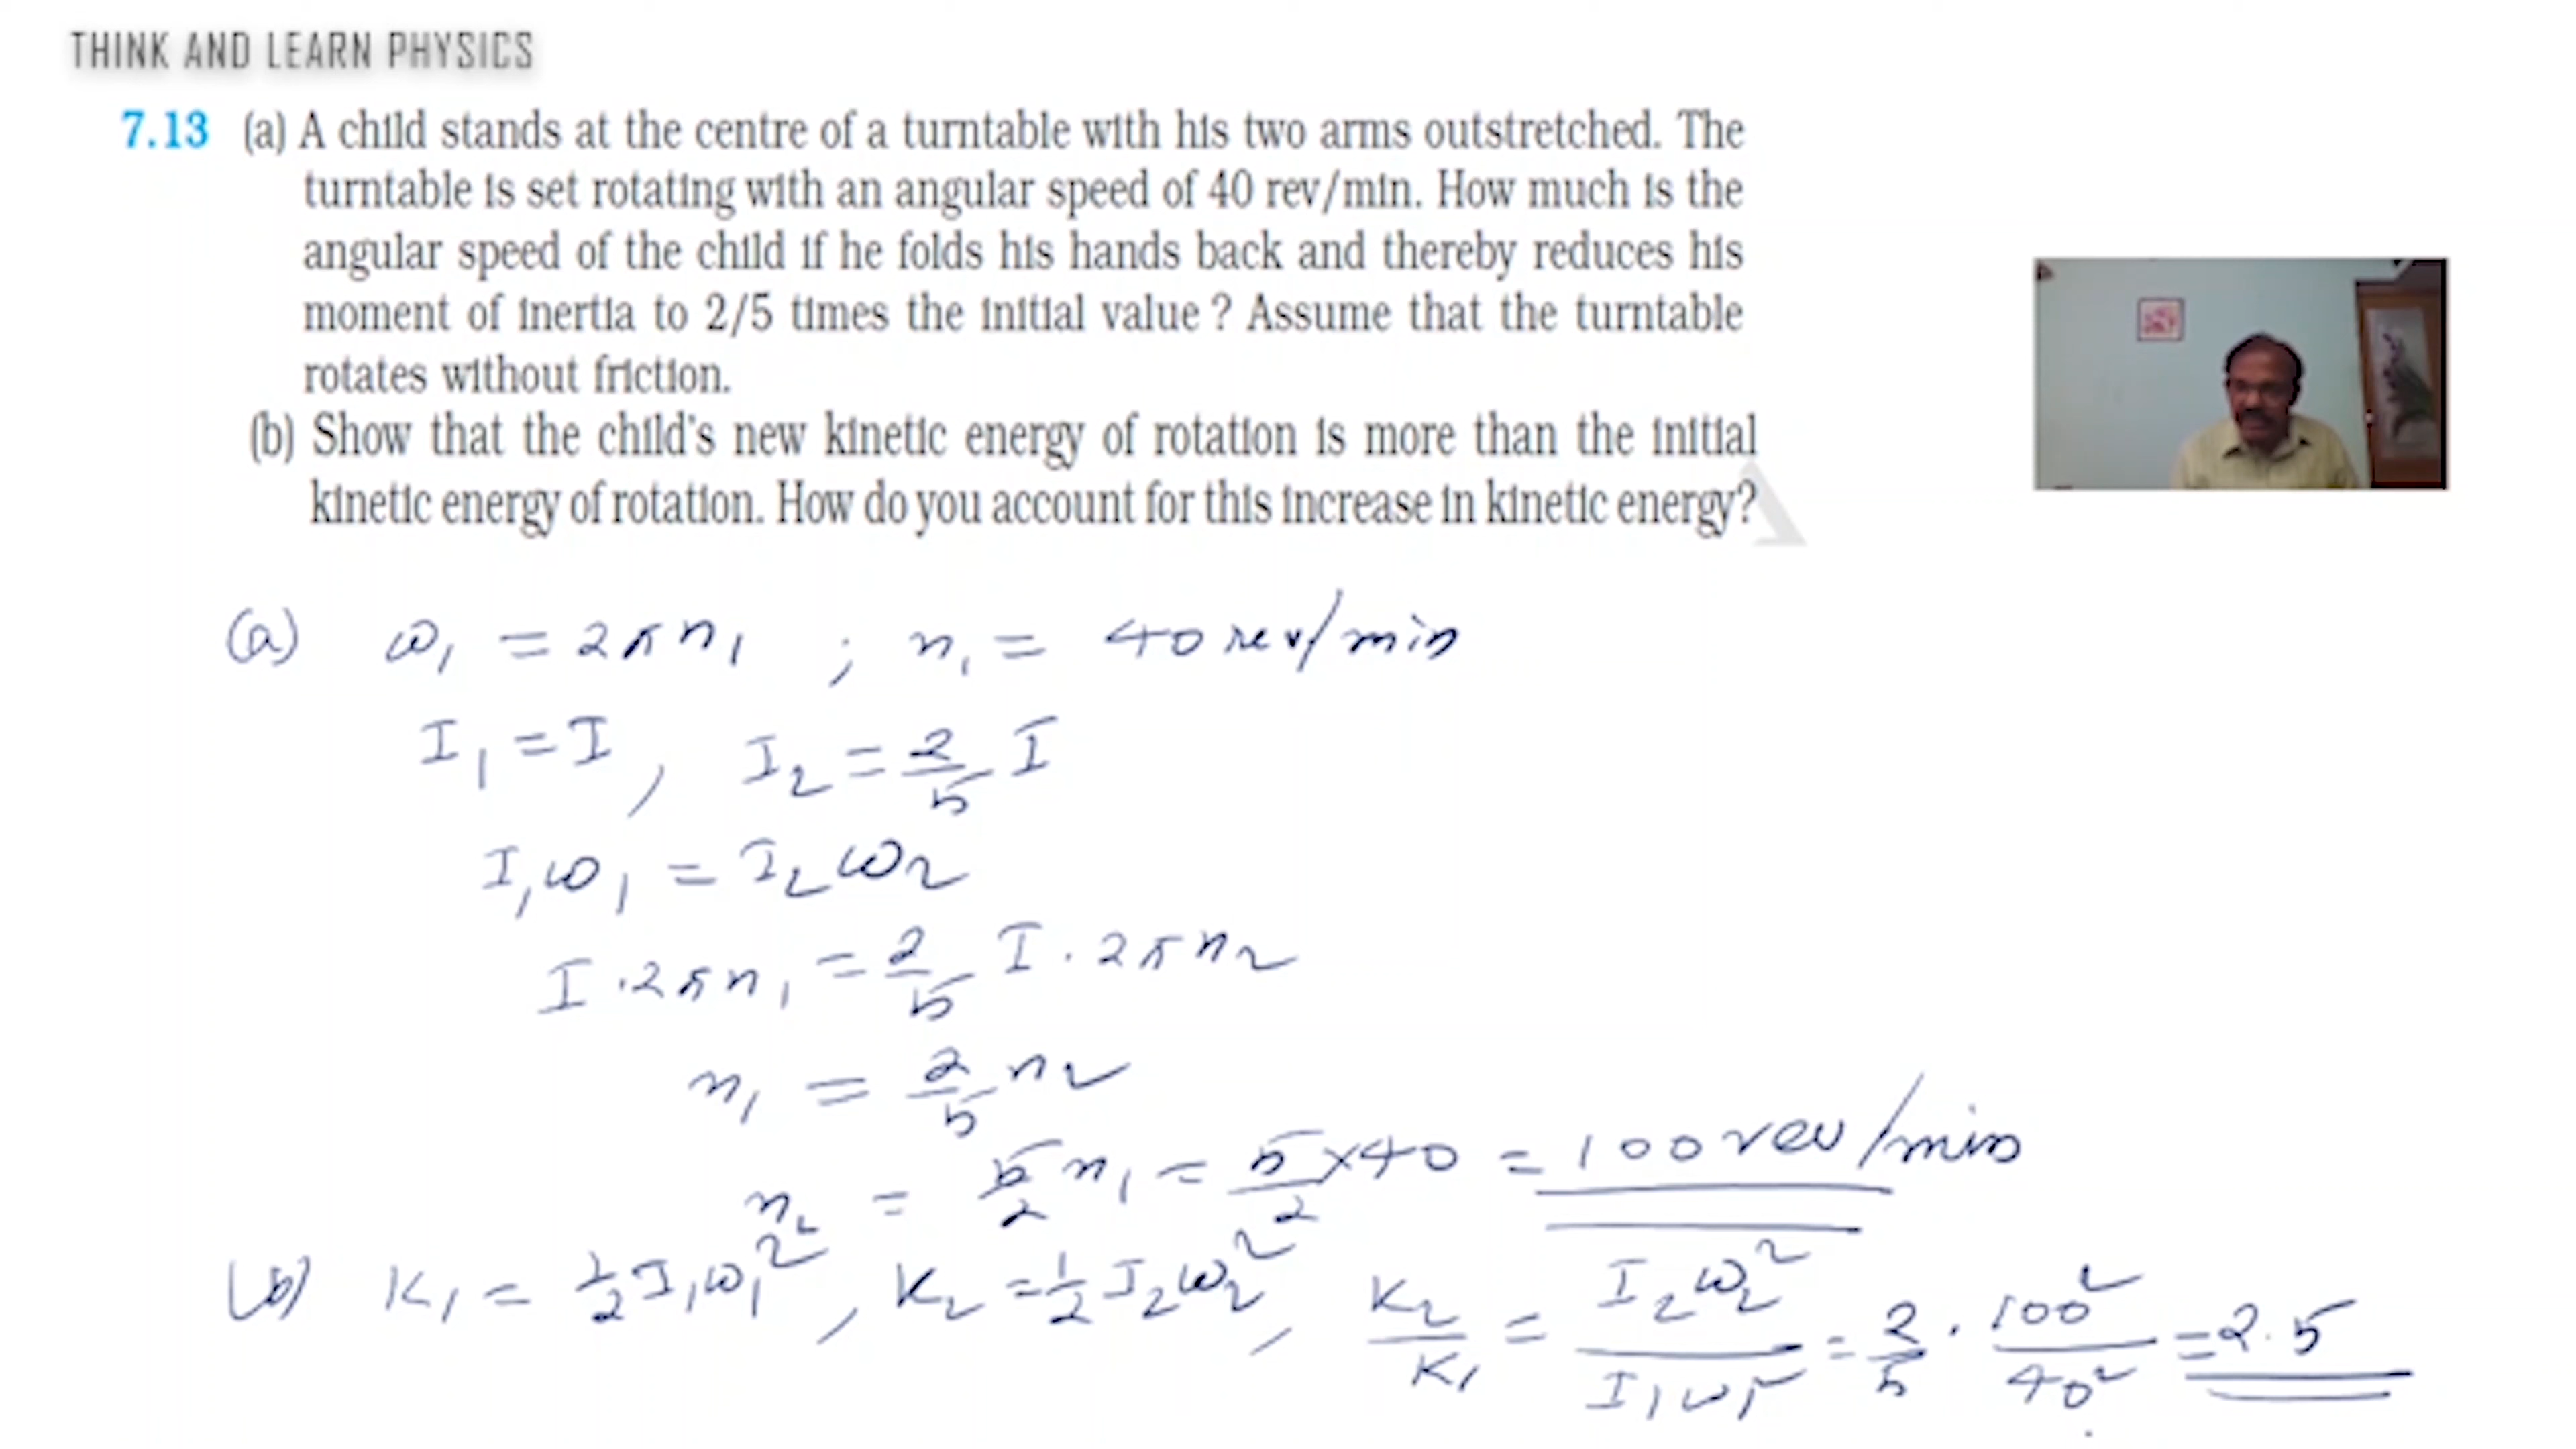 THINK AND LEARN PHYSICS
7.13 (a) A child stands at the centre of a turntable with his two arms outstretched. The
turntable is set rotating with an angular speed of 40 rev/min. How much is the
angular speed of the child if he folds his hands back and thereby reduces his
moment of inertia to 2/5 times the initial value ? Assume that the turntable
rotates without friction.
(b) Show that the child's new kinetic energy of rotation is more than the initial
kinetic energy of rotation. How do you account for this increase in kinetic energy?
(a) ω₁ = 2πn₁ ; n₁ = 40 rev/min
I₁ = I , I₂ = 2/5 I
I₁ω₁ = I₂ω₂
I · 2πn₁ = 2/5 I · 2πn₂
n₁ = 2/5 n₂
n₂ = 5/2 n₁ = 5/2 × 40 = 100 rev/min
(b) K₁ = 1/2 I₁ω₁² , K₂ = 1/2 I₂ω₂² , K₂/K₁ = I₂ω₂²/I₁ω₁² = 2/5 · 100²/40² = 2.5